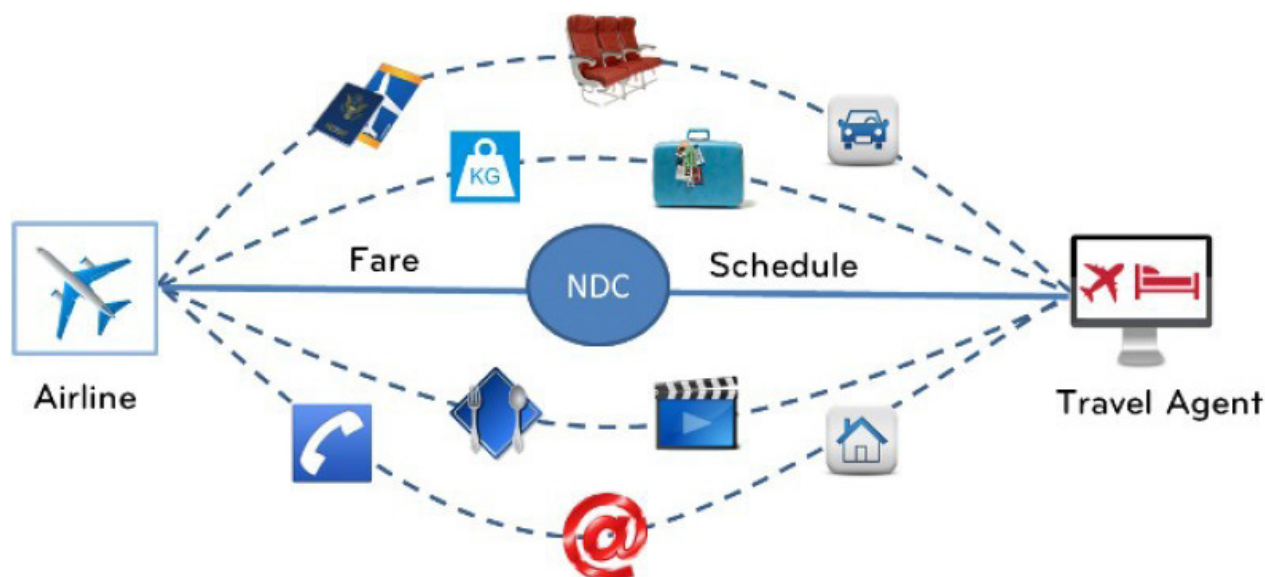 KG
Fare
NDC
Schedule
Airline
Travel Agent